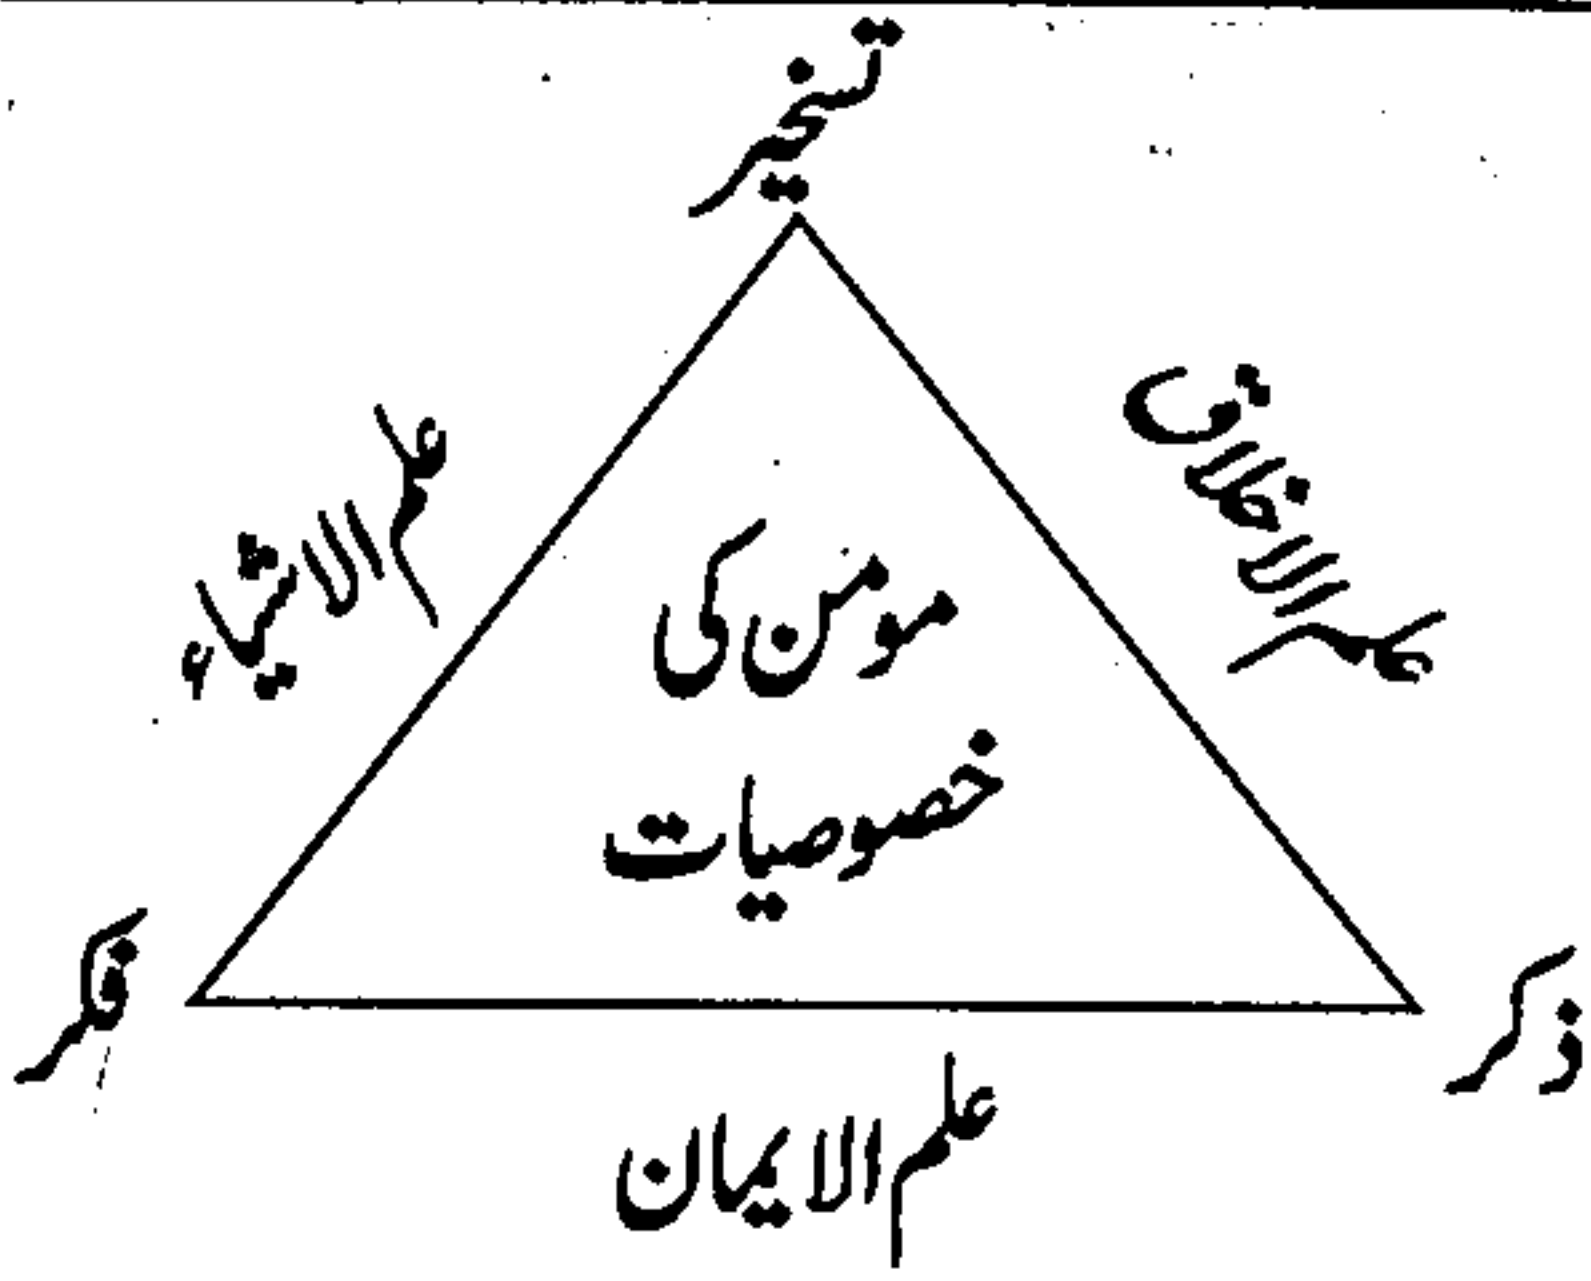 تسخیر
علم الاخلاق
علم الاشیاء
مومن کی
خصوصیات
ذکر
فکر
علم الایمان